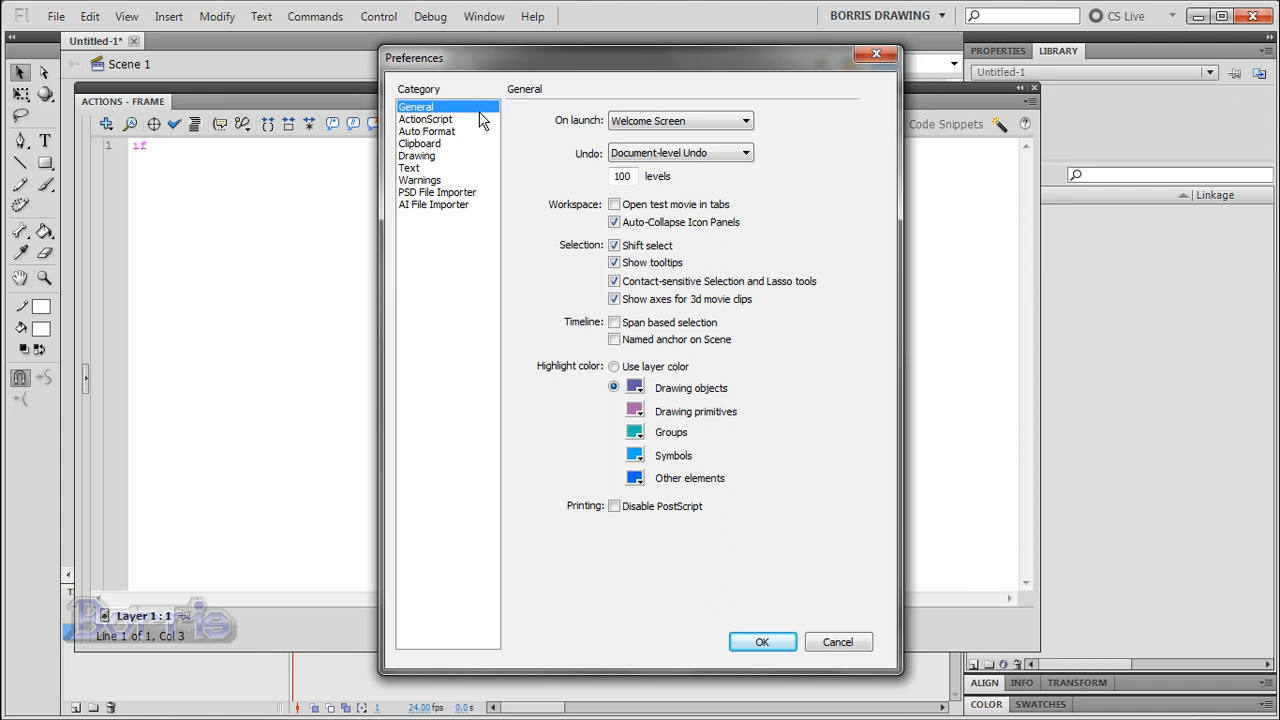 Fl File Edit View Insert Modify Text Commands Control Debug Window Help BORRIS DRAWING CS Live
Untitled-1*
Scene 1
ACTIONS - FRAME
1 if
Layer 1 : 1
Line 1 of 1, Col 3
Borris
Preferences
Category
General
ActionScript
Auto Format
Clipboard
Drawing
Text
Warnings
PSD File Importer
AI File Importer
General
On launch: Welcome Screen
Undo: Document-level Undo
100 levels
Workspace: Open test movie in tabs
Auto-Collapse Icon Panels
Selection: Shift select
Show tooltips
Contact-sensitive Selection and Lasso tools
Show axes for 3d movie clips
Timeline: Span based selection
Named anchor on Scene
Highlight color: Use layer color
Drawing objects
Drawing primitives
Groups
Symbols
Other elements
Printing: Disable PostScript
OK Cancel
Code Snippets
PROPERTIES LIBRARY
Untitled-1
Linkage
ALIGN INFO TRANSFORM
COLOR SWATCHES
1 24.00 fps 0.0 s